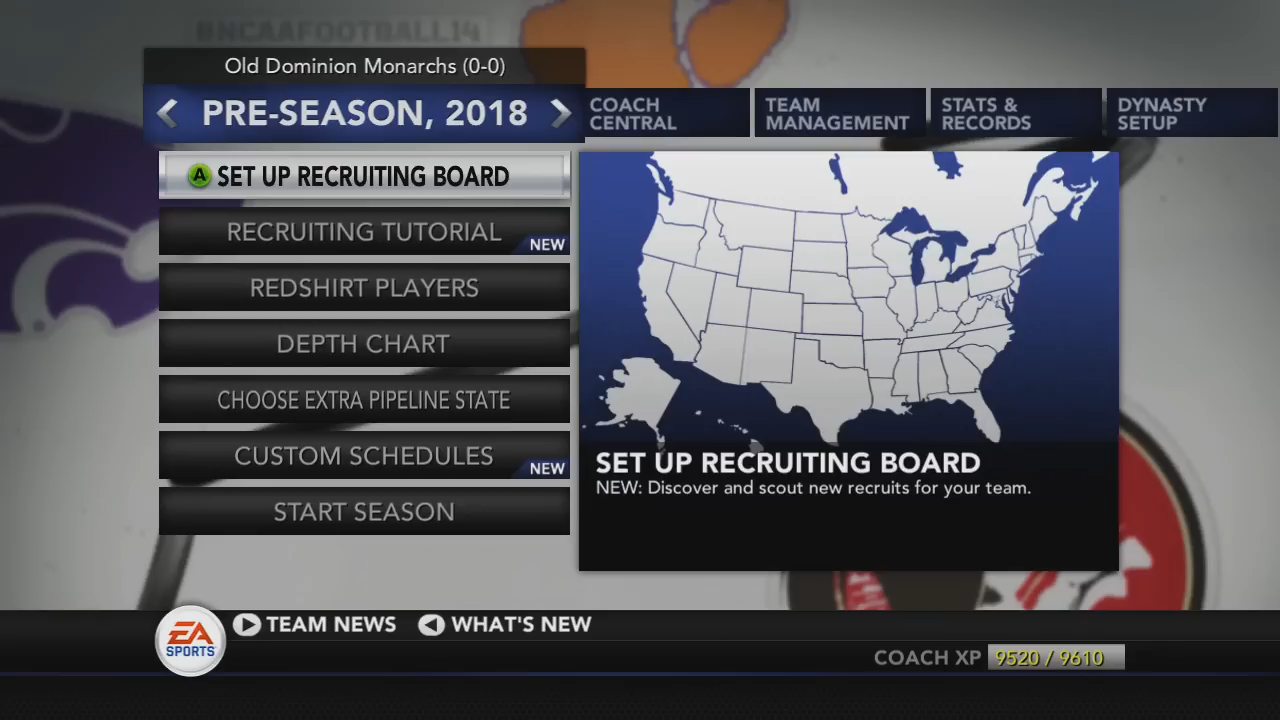 BNCAAFOOTBALL14
Old Dominion Monarchs (0-0)
PRE-SEASON, 2018
COACH CENTRAL
TEAM MANAGEMENT
STATS & RECORDS
DYNASTY SETUP
A SET UP RECRUITING BOARD
RECRUITING TUTORIAL NEW
REDSHIRT PLAYERS
DEPTH CHART
CHOOSE EXTRA PIPELINE STATE
CUSTOM SCHEDULES NEW
START SEASON
SET UP RECRUITING BOARD
NEW: Discover and scout new recruits for your team.
EA SPORTS
TEAM NEWS
WHAT'S NEW
COACH XP 9520 / 9610